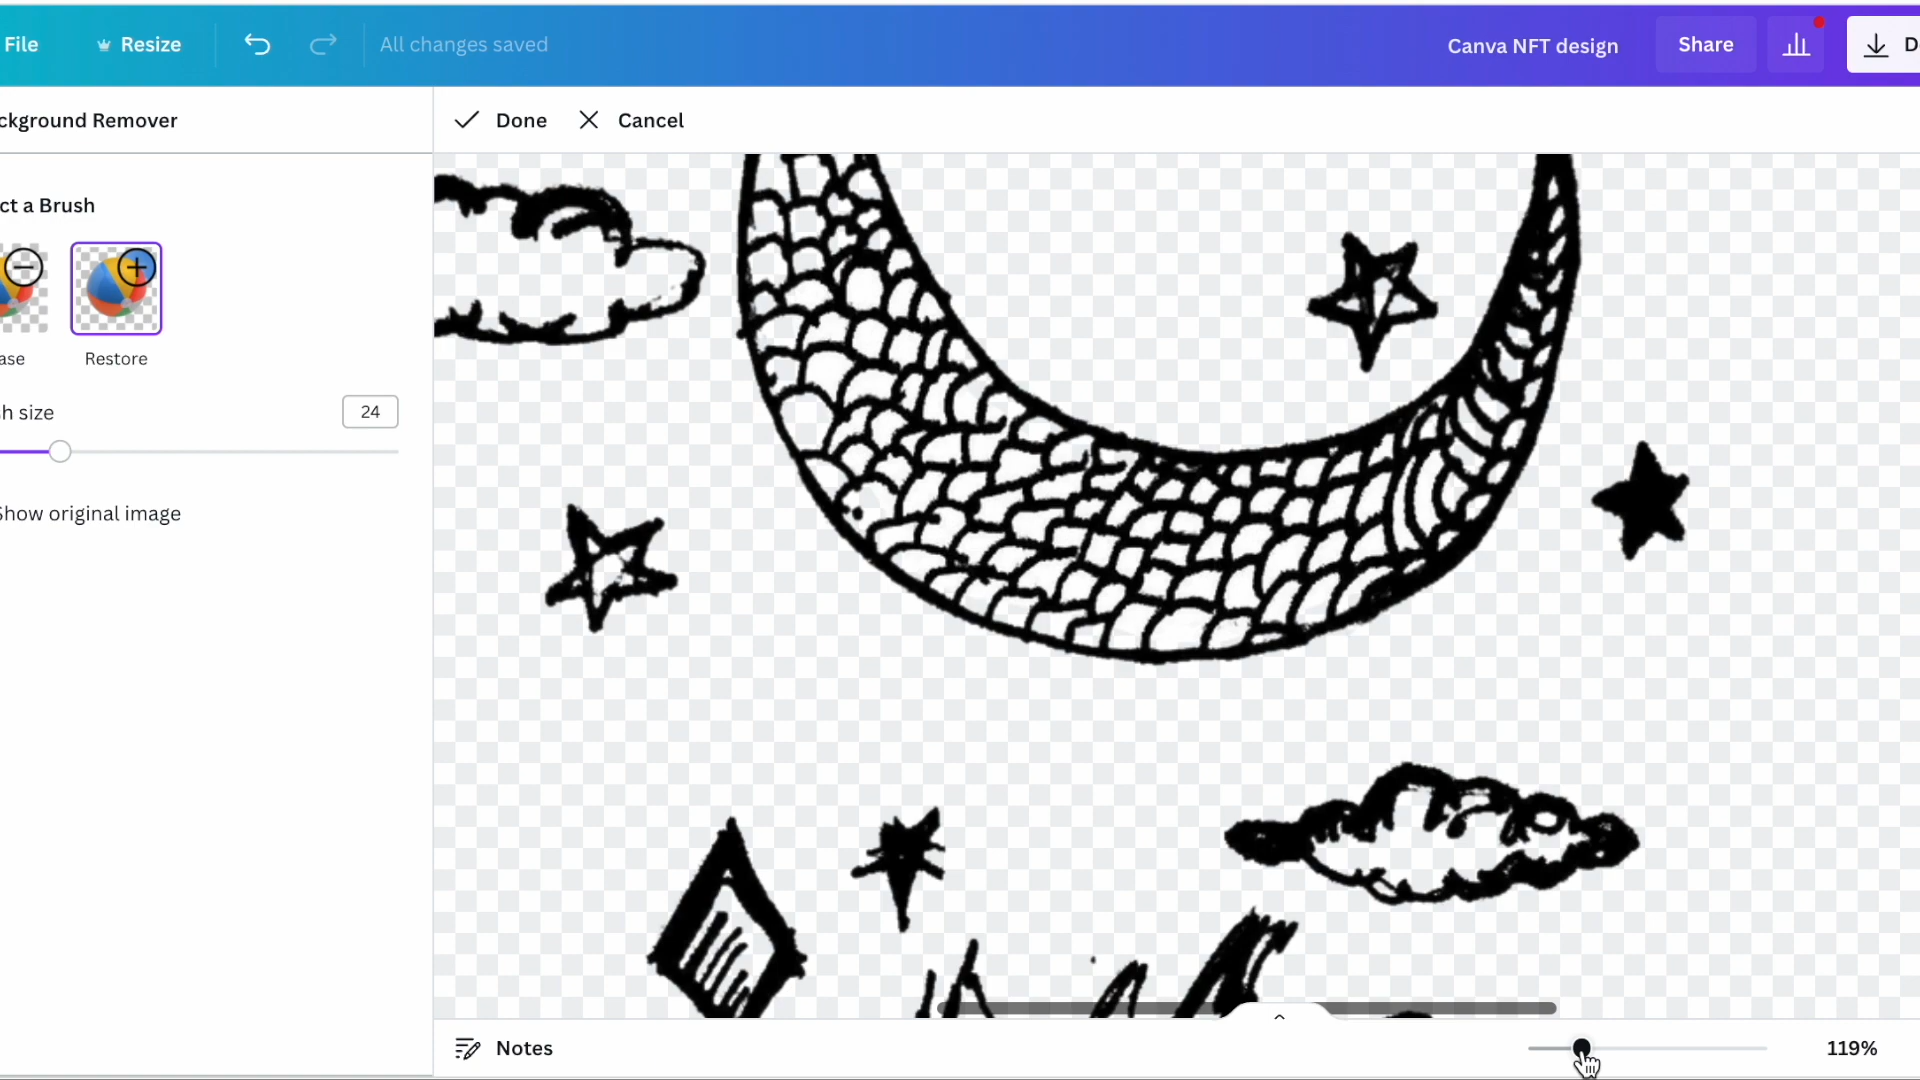 File Resize All changes saved Canva NFT design Share
ckground Remover Done Cancel
ct a Brush
ase Restore
h size 24
Show original image
Notes 119%